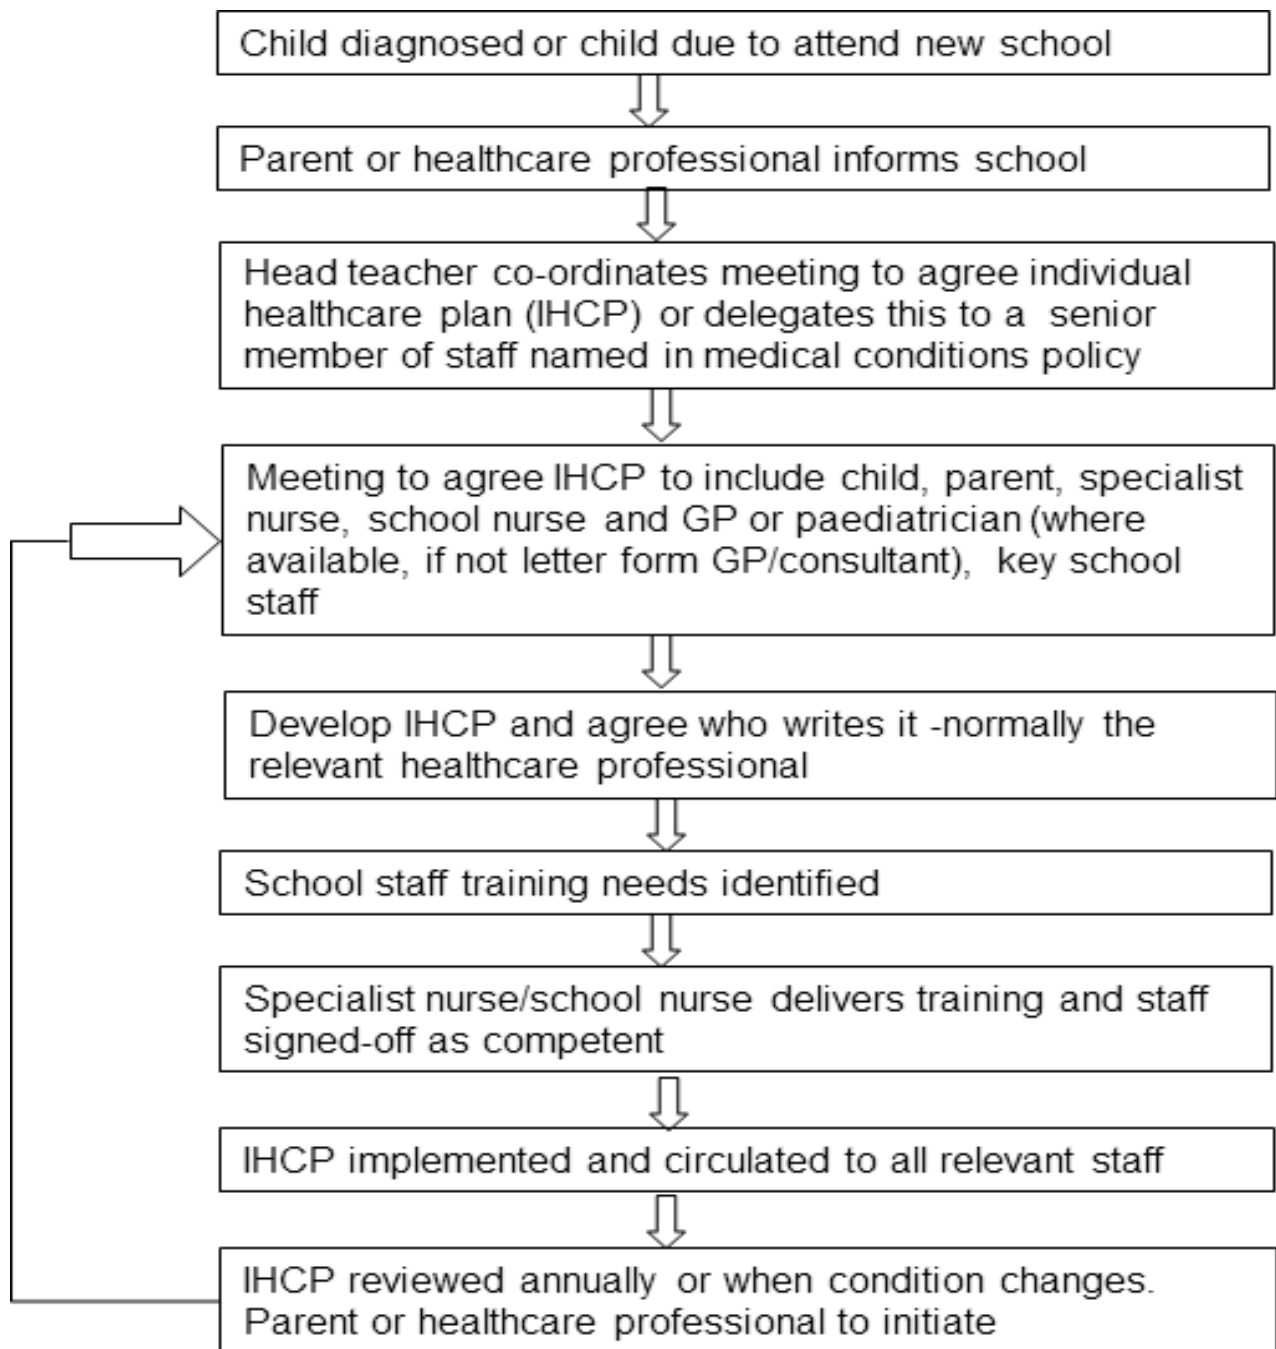 Child diagnosed or child due to attend new school
Parent or healthcare professional informs school
Head teacher co-ordinates meeting to agree individual
healthcare plan (IHCP) or delegates this to a senior
member of staff named in medical conditions policy
Meeting to agree IHCP to include child, parent, specialist
nurse, school nurse and GP or paediatrician (where
available, if not letter form GP/consultant), key school
staff
Develop IHCP and agree who writes it -normally the
relevant healthcare professional
School staff training needs identified
Specialist nurse/school nurse delivers training and staff
signed-off as competent
IHCP implemented and circulated to all relevant staff
IHCP reviewed annually or when condition changes.
Parent or healthcare professional to initiate